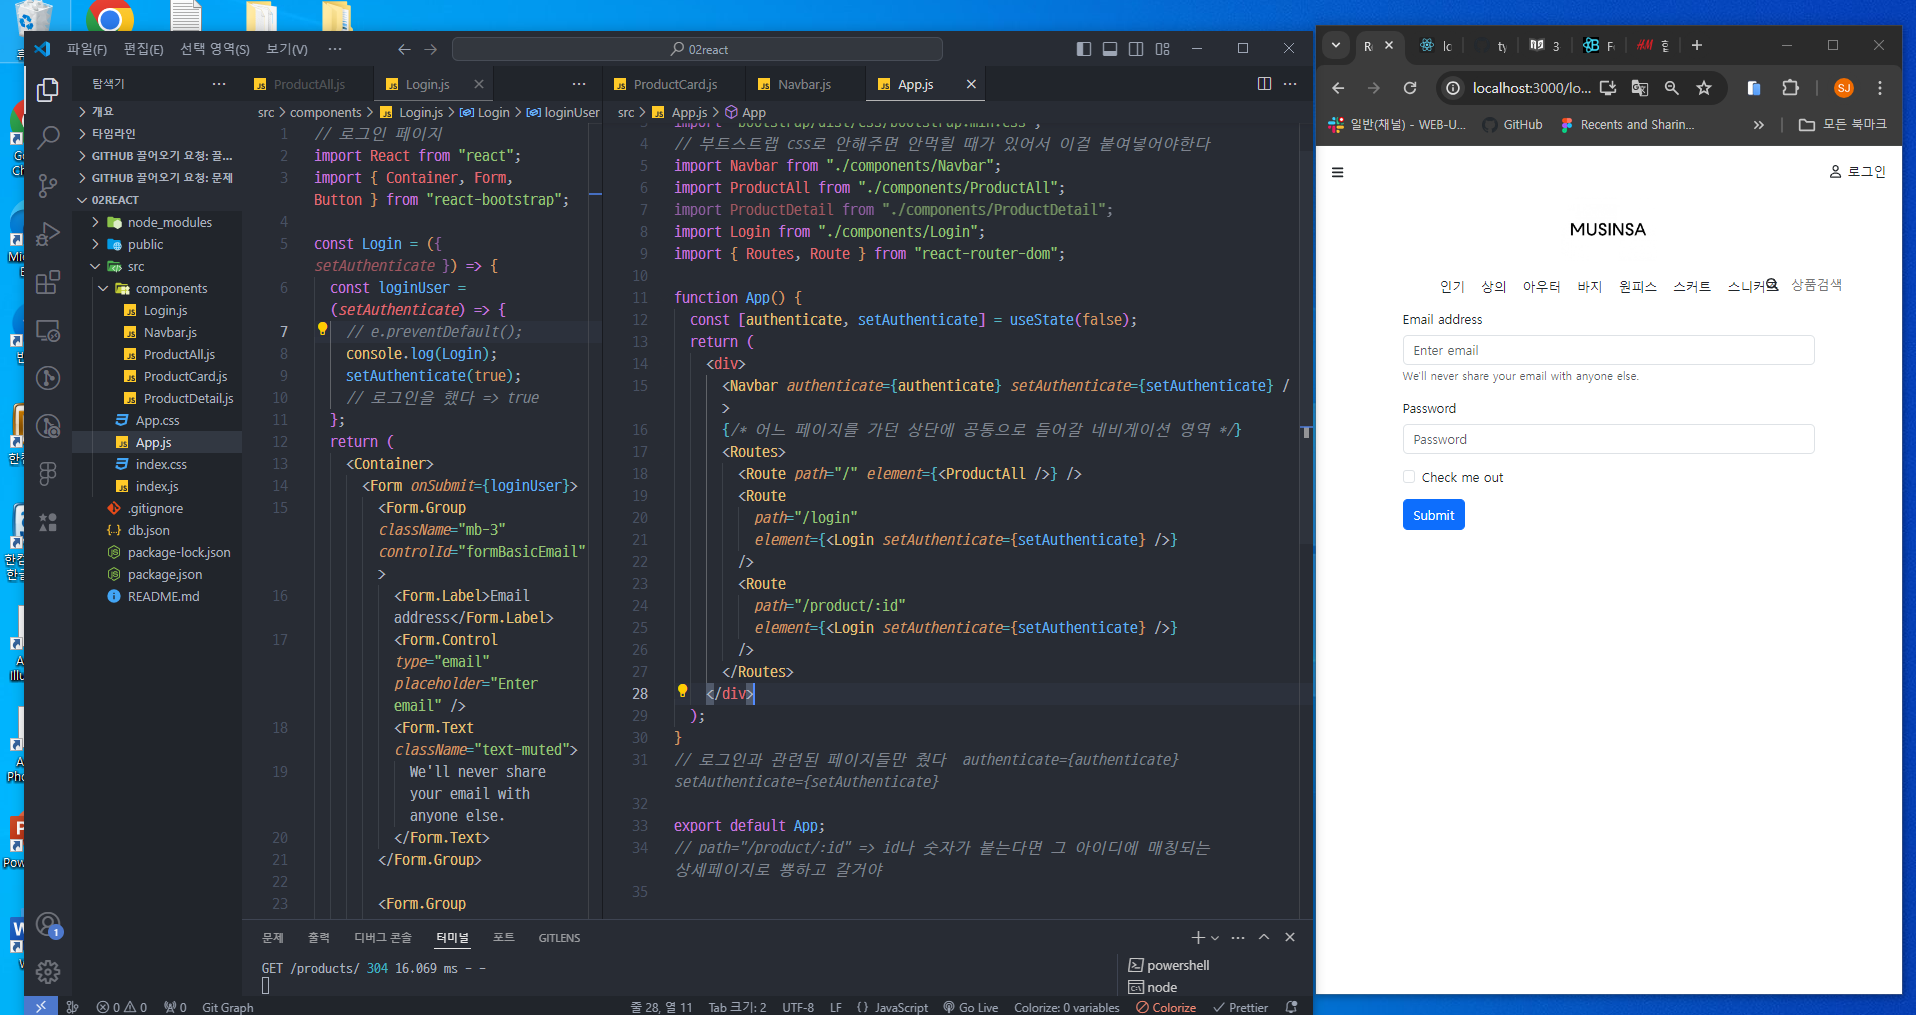 파일(F) 편집(E) 선택 영역(S) 보기(V) ··· 02react
탐색기 ···
개요
타임라인
GITHUB 끌어오기 요청: 끌...
GITHUB 끌어오기 요청: 문제
02REACT
node_modules
public
src
components
Login.js
Navbar.js
ProductAll.js
ProductCard.js
ProductDetail.js
App.css
App.js
index.css
index.js
.gitignore
db.json
package-lock.json
package.json
README.md
ProductAll.js Login.js
src > components > Login.js > Login > loginUser
1 // 로그인 페이지
2 import React from "react";
3 import { Container, Form,
Button } from "react-bootstrap";
4
5 const Login = ({
setAuthenticate }) => {
6 const loginUser =
(setAuthenticate) => {
7 // e.preventDefault();
8 console.log(Login);
9 setAuthenticate(true);
10 // 로그인을 했다 => true
11 };
12 return (
13 <Container>
14 <Form onSubmit={loginUser}>
15 <Form.Group
className="mb-3"
controlId="formBasicEmail"
>
16 <Form.Label>Email
address</Form.Label>
17 <Form.Control
type="email"
placeholder="Enter
email" />
18 <Form.Text
className="text-muted">
19 We'll never share
your email with
anyone else.
20 </Form.Text>
21 </Form.Group>
22
23 <Form.Group
ProductCard.js Navbar.js App.js
src > App.js > App
3 import "bootstrap/dist/css/bootstrap.min.css";
4 // 부트스트랩 css로 안해주면 안먹힐 때가 있어서 이걸 붙여넣어야한다
5 import Navbar from "./components/Navbar";
6 import ProductAll from "./components/ProductAll";
7 import ProductDetail from "./components/ProductDetail";
8 import Login from "./components/Login";
9 import { Routes, Route } from "react-router-dom";
10
11 function App() {
12 const [authenticate, setAuthenticate] = useState(false);
13 return (
14 <div>
15 <Navbar authenticate={authenticate} setAuthenticate={setAuthenticate} /
>
16 {/* 어느 페이지를 가던 상단에 공통으로 들어갈 네비게이션 영역 */}
17 <Routes>
18 <Route path="/" element={<ProductAll />} />
19 <Route
20 path="/login"
21 element={<Login setAuthenticate={setAuthenticate} />}
22 />
23 <Route
24 path="/product/:id"
25 element={<Login setAuthenticate={setAuthenticate} />}
26 />
27 </Routes>
28 </div>
29 );
30 }
31 // 로그인과 관련된 페이지들만 줬다 authenticate={authenticate}
setAuthenticate={setAuthenticate}
32
33 export default App;
34 // path="/product/:id" => id나 숫자가 붙는다면 그 아이디에 매칭되는
상세페이지로 뿅하고 갈거야
35
문제 출력 디버그 콘솔 터미널 포트 GITLENS
GET /products/ 304 16.069 ms - -
powershell
node
0 0 0 Git Graph 줄 28, 열 11 Tab 크기: 2 UTF-8 LF {} JavaScript Go Live Colorize: 0 variables Colorize Prettier
localhost:3000/lo... SJ
일반(채널) - WEB-U... GitHub Recents and Sharin... » 모든 북마크
로그인
MUSINSA
인기 상의 아우터 바지 원피스 스커트 스니커즈 상품검색
Email address
Enter email
We'll never share your email with anyone else.
Password
Password
Check me out
Submit